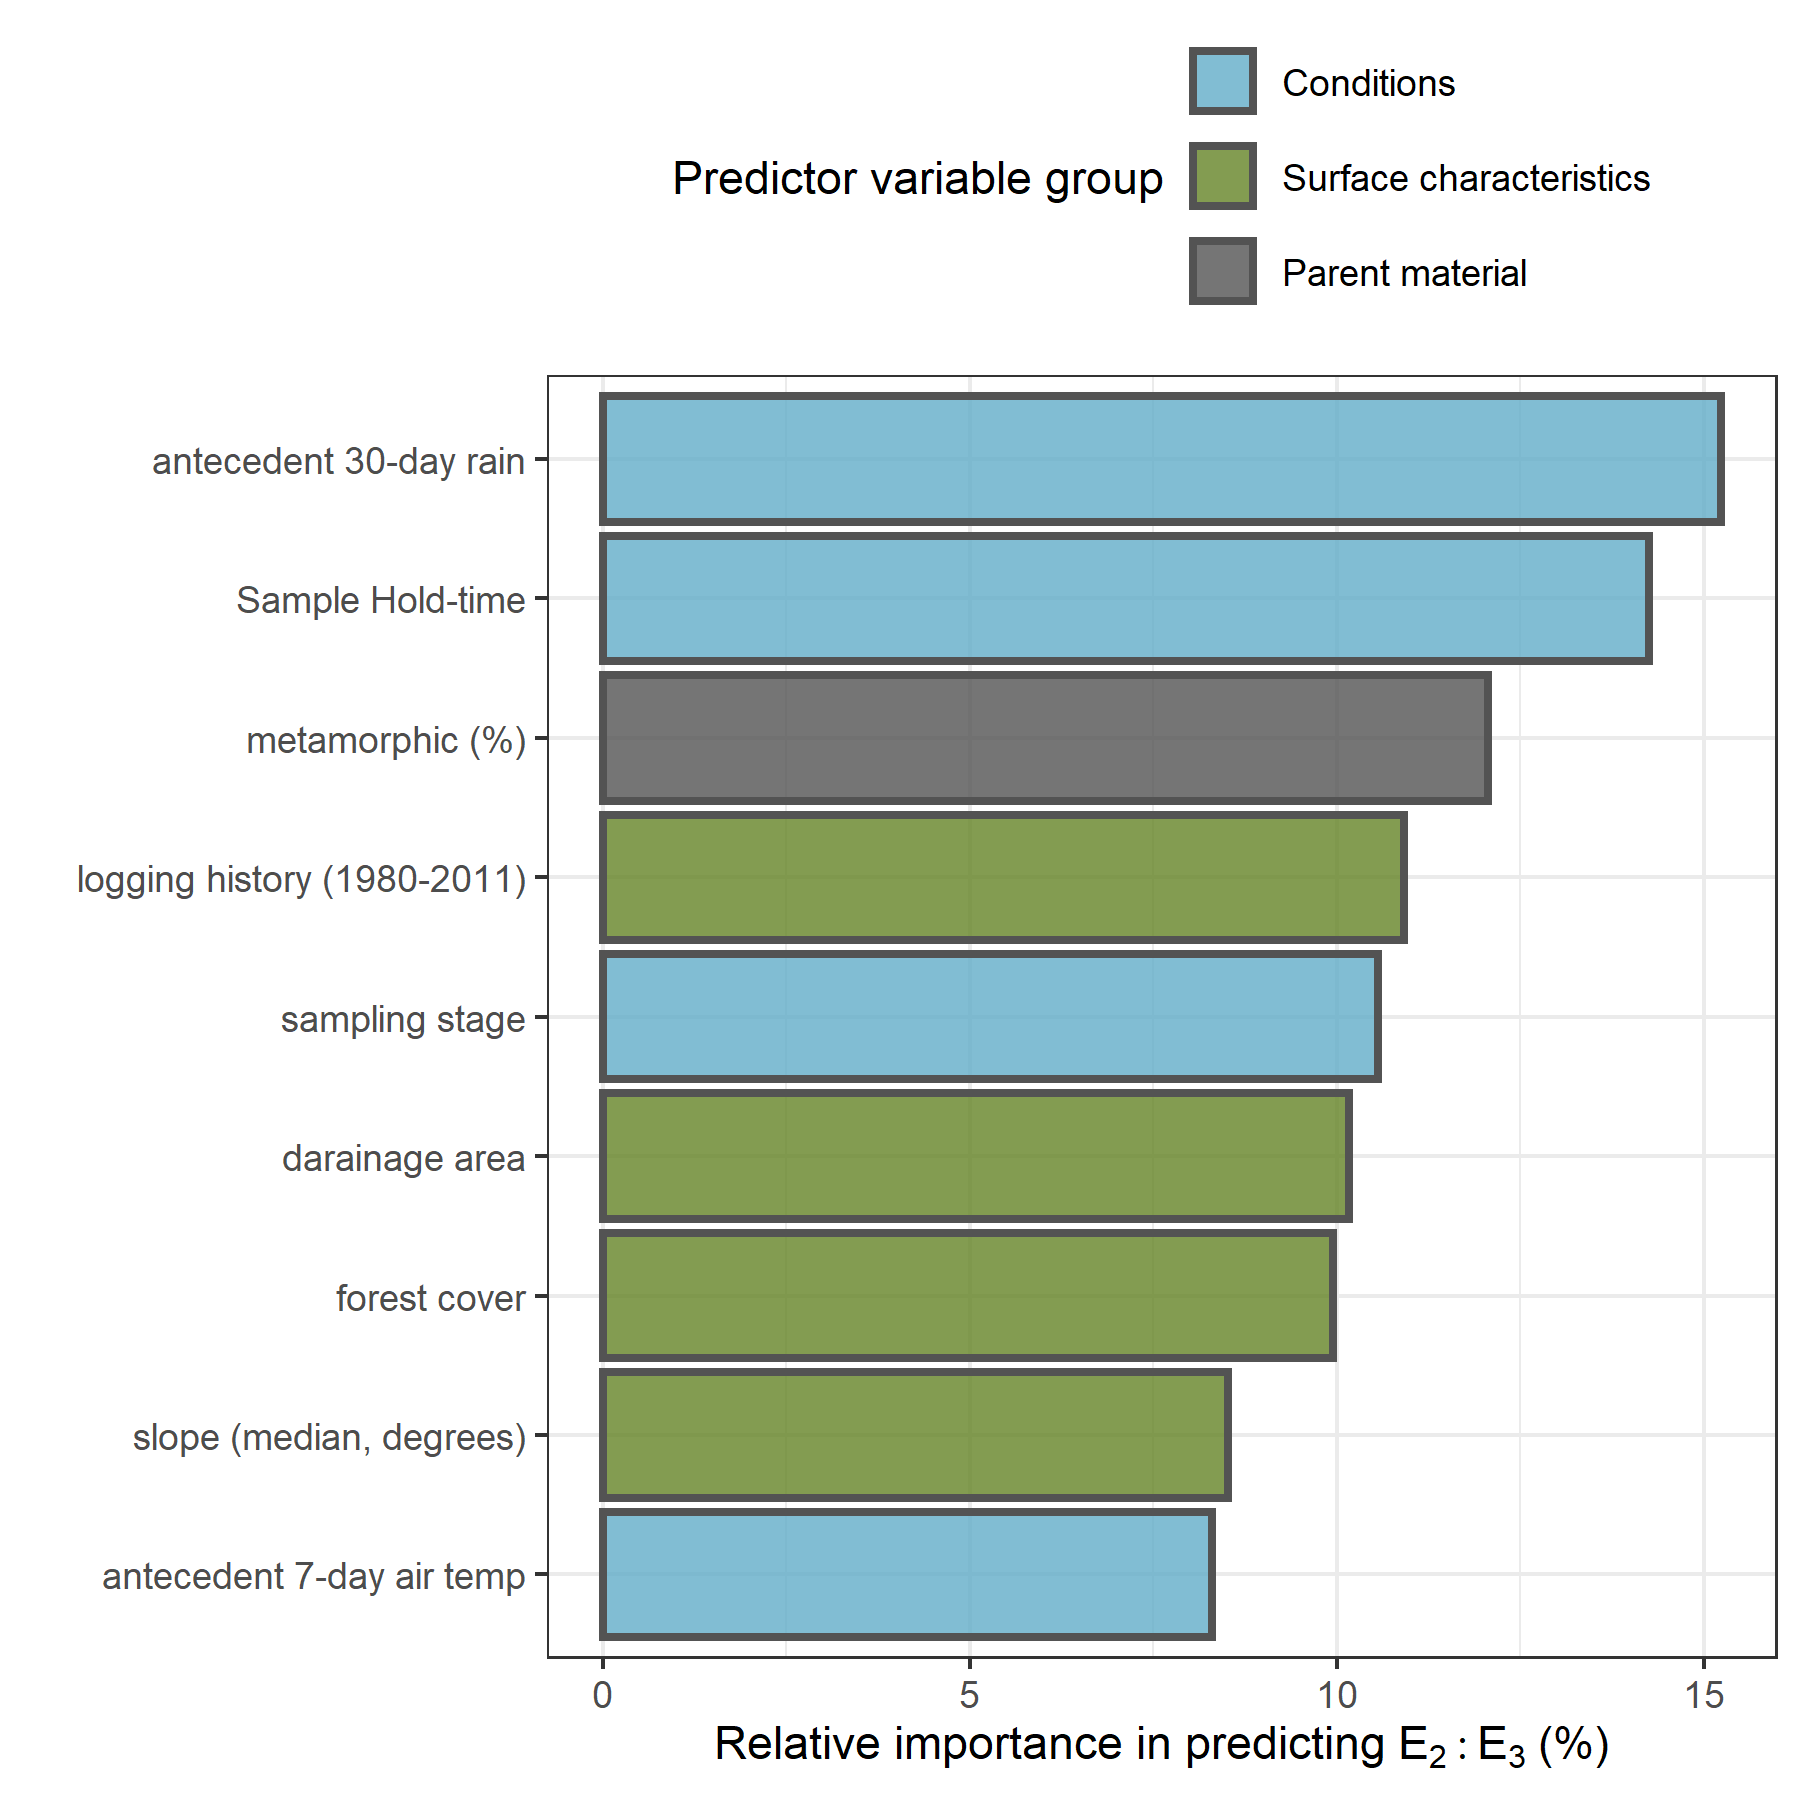 Predictor variable group
Conditions
Surface characteristics
Parent material
antecedent 30-day rain
Sample Hold-time
metamorphic (%)
logging history (1980-2011)
sampling stage
darainage area
forest cover
slope (median, degrees)
antecedent 7-day air temp
0 5 10 15
Relative importance in predicting E₂ : E₃ (%)